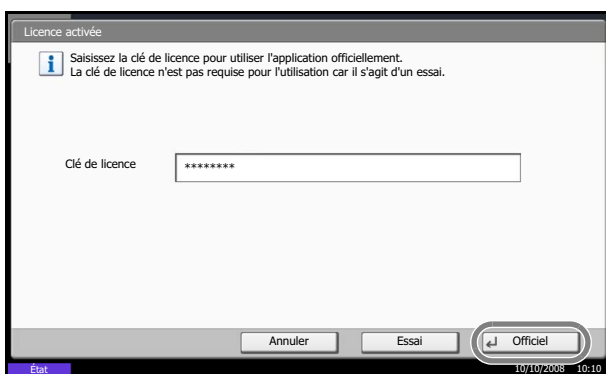 Licence activée
Saisissez la clé de licence pour utiliser l'application officiellement.
La clé de licence n'est pas requise pour l'utilisation car il s'agit d'un essai.
Clé de licence
********
Annuler
Essai
Officiel
État
10/10/2008 10:10